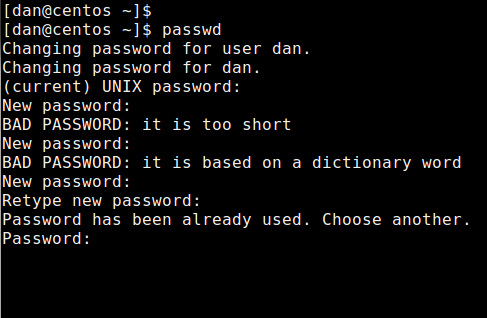 [dan@centos ~]$
[dan@centos ~]$ passwd
Changing password for user dan.
Changing password for dan.
(current) UNIX password:
New password:
BAD PASSWORD: it is too short
New password:
BAD PASSWORD: it is based on a dictionary word
New password:
Retype new password:
Password has been already used. Choose another.
Password: